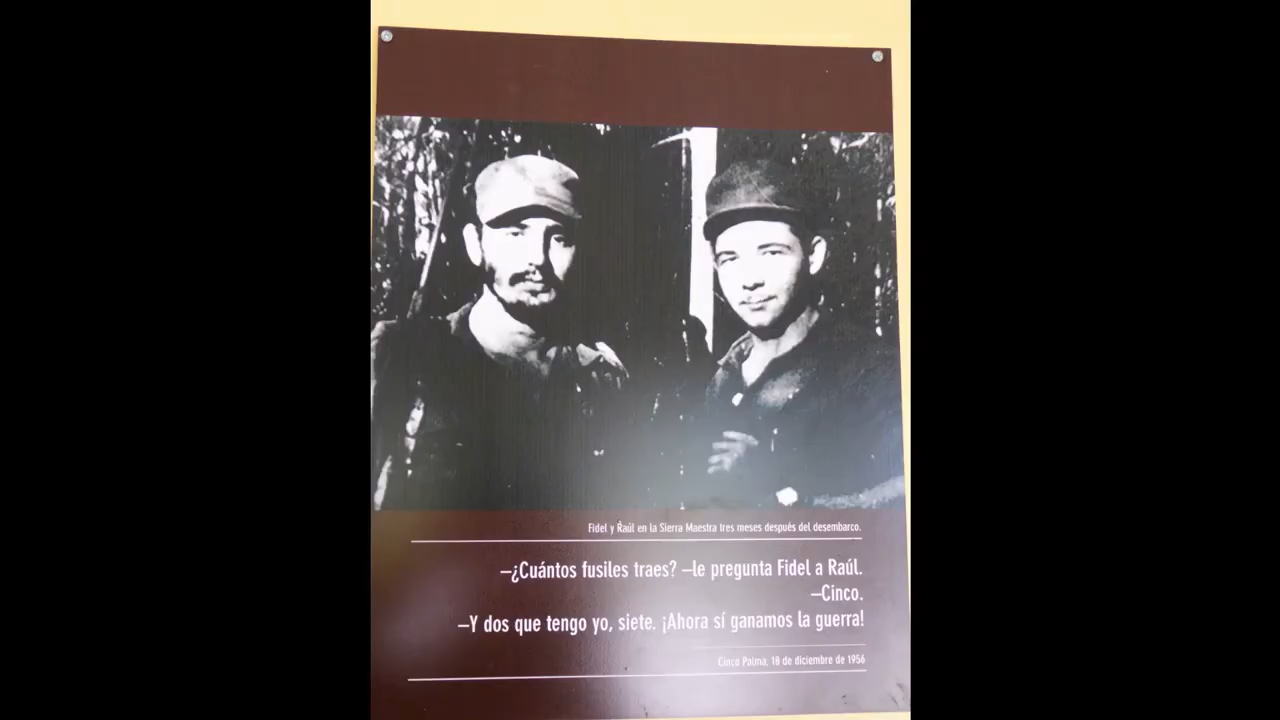 Fidel y Raúl en la Sierra Maestra tres meses después del desembarco.
–¿Cuántos fusiles traes? –le pregunta Fidel a Raúl.
–Cinco.
–Y dos que tengo yo, siete. ¡Ahora sí ganamos la guerra!
Cinco Palma, 18 de diciembre de 1956